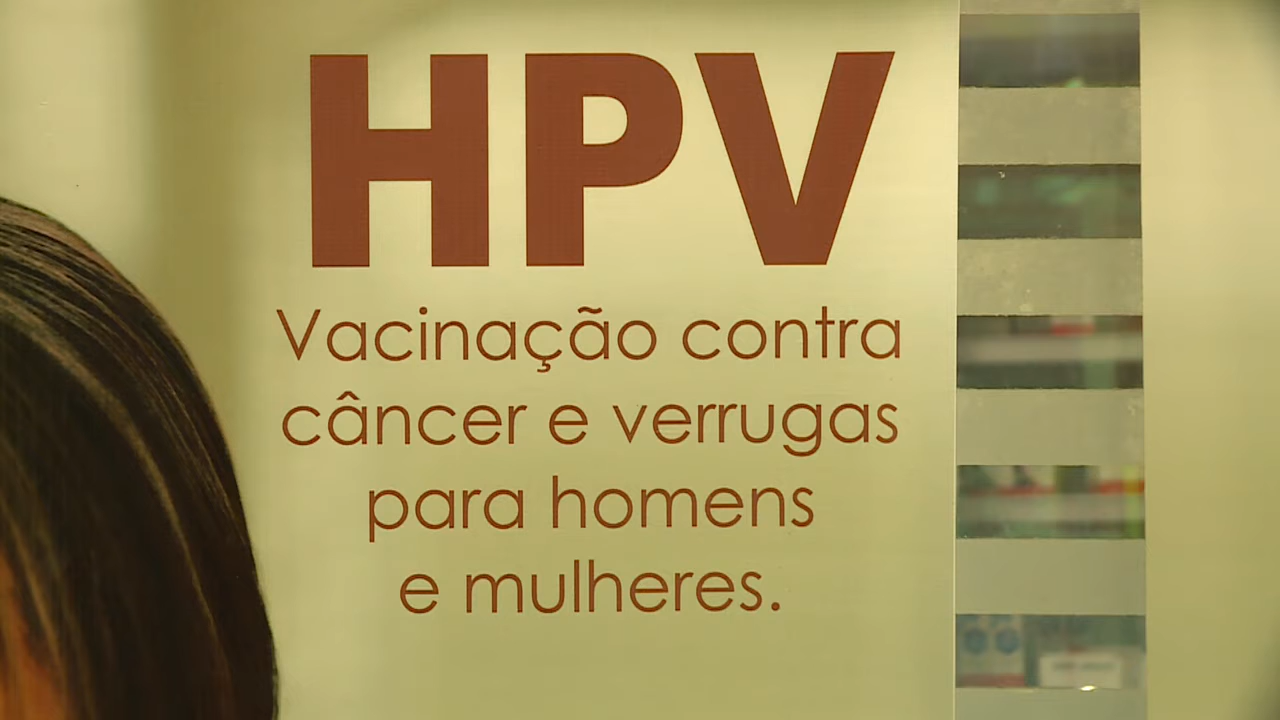 HPV
Vacinação contra
câncer e verrugas
para homens
e mulheres.